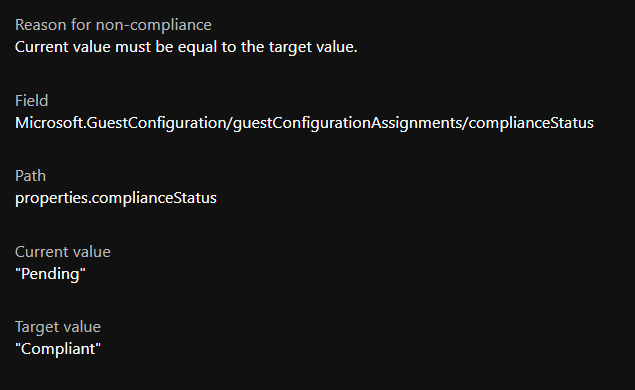 Reason for non-compliance
Current value must be equal to the target value.
Field
Microsoft.GuestConfiguration/guestConfigurationAssignments/complianceStatus
Path
properties.complianceStatus
Current value
"Pending"
Target value
"Compliant"